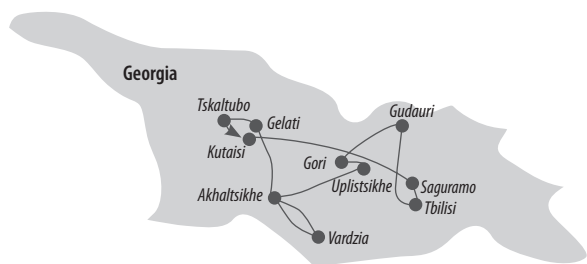 Georgia
Tskaltubo
Gudauri
Gelati
Kutaisi
Gori
Uplistsikhe
Saguramo
Akhaltsikhe
Tbilisi
Vardzia